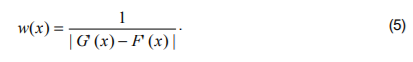 w(x) = 1 / | G'(x) – F'(x) | . (5)